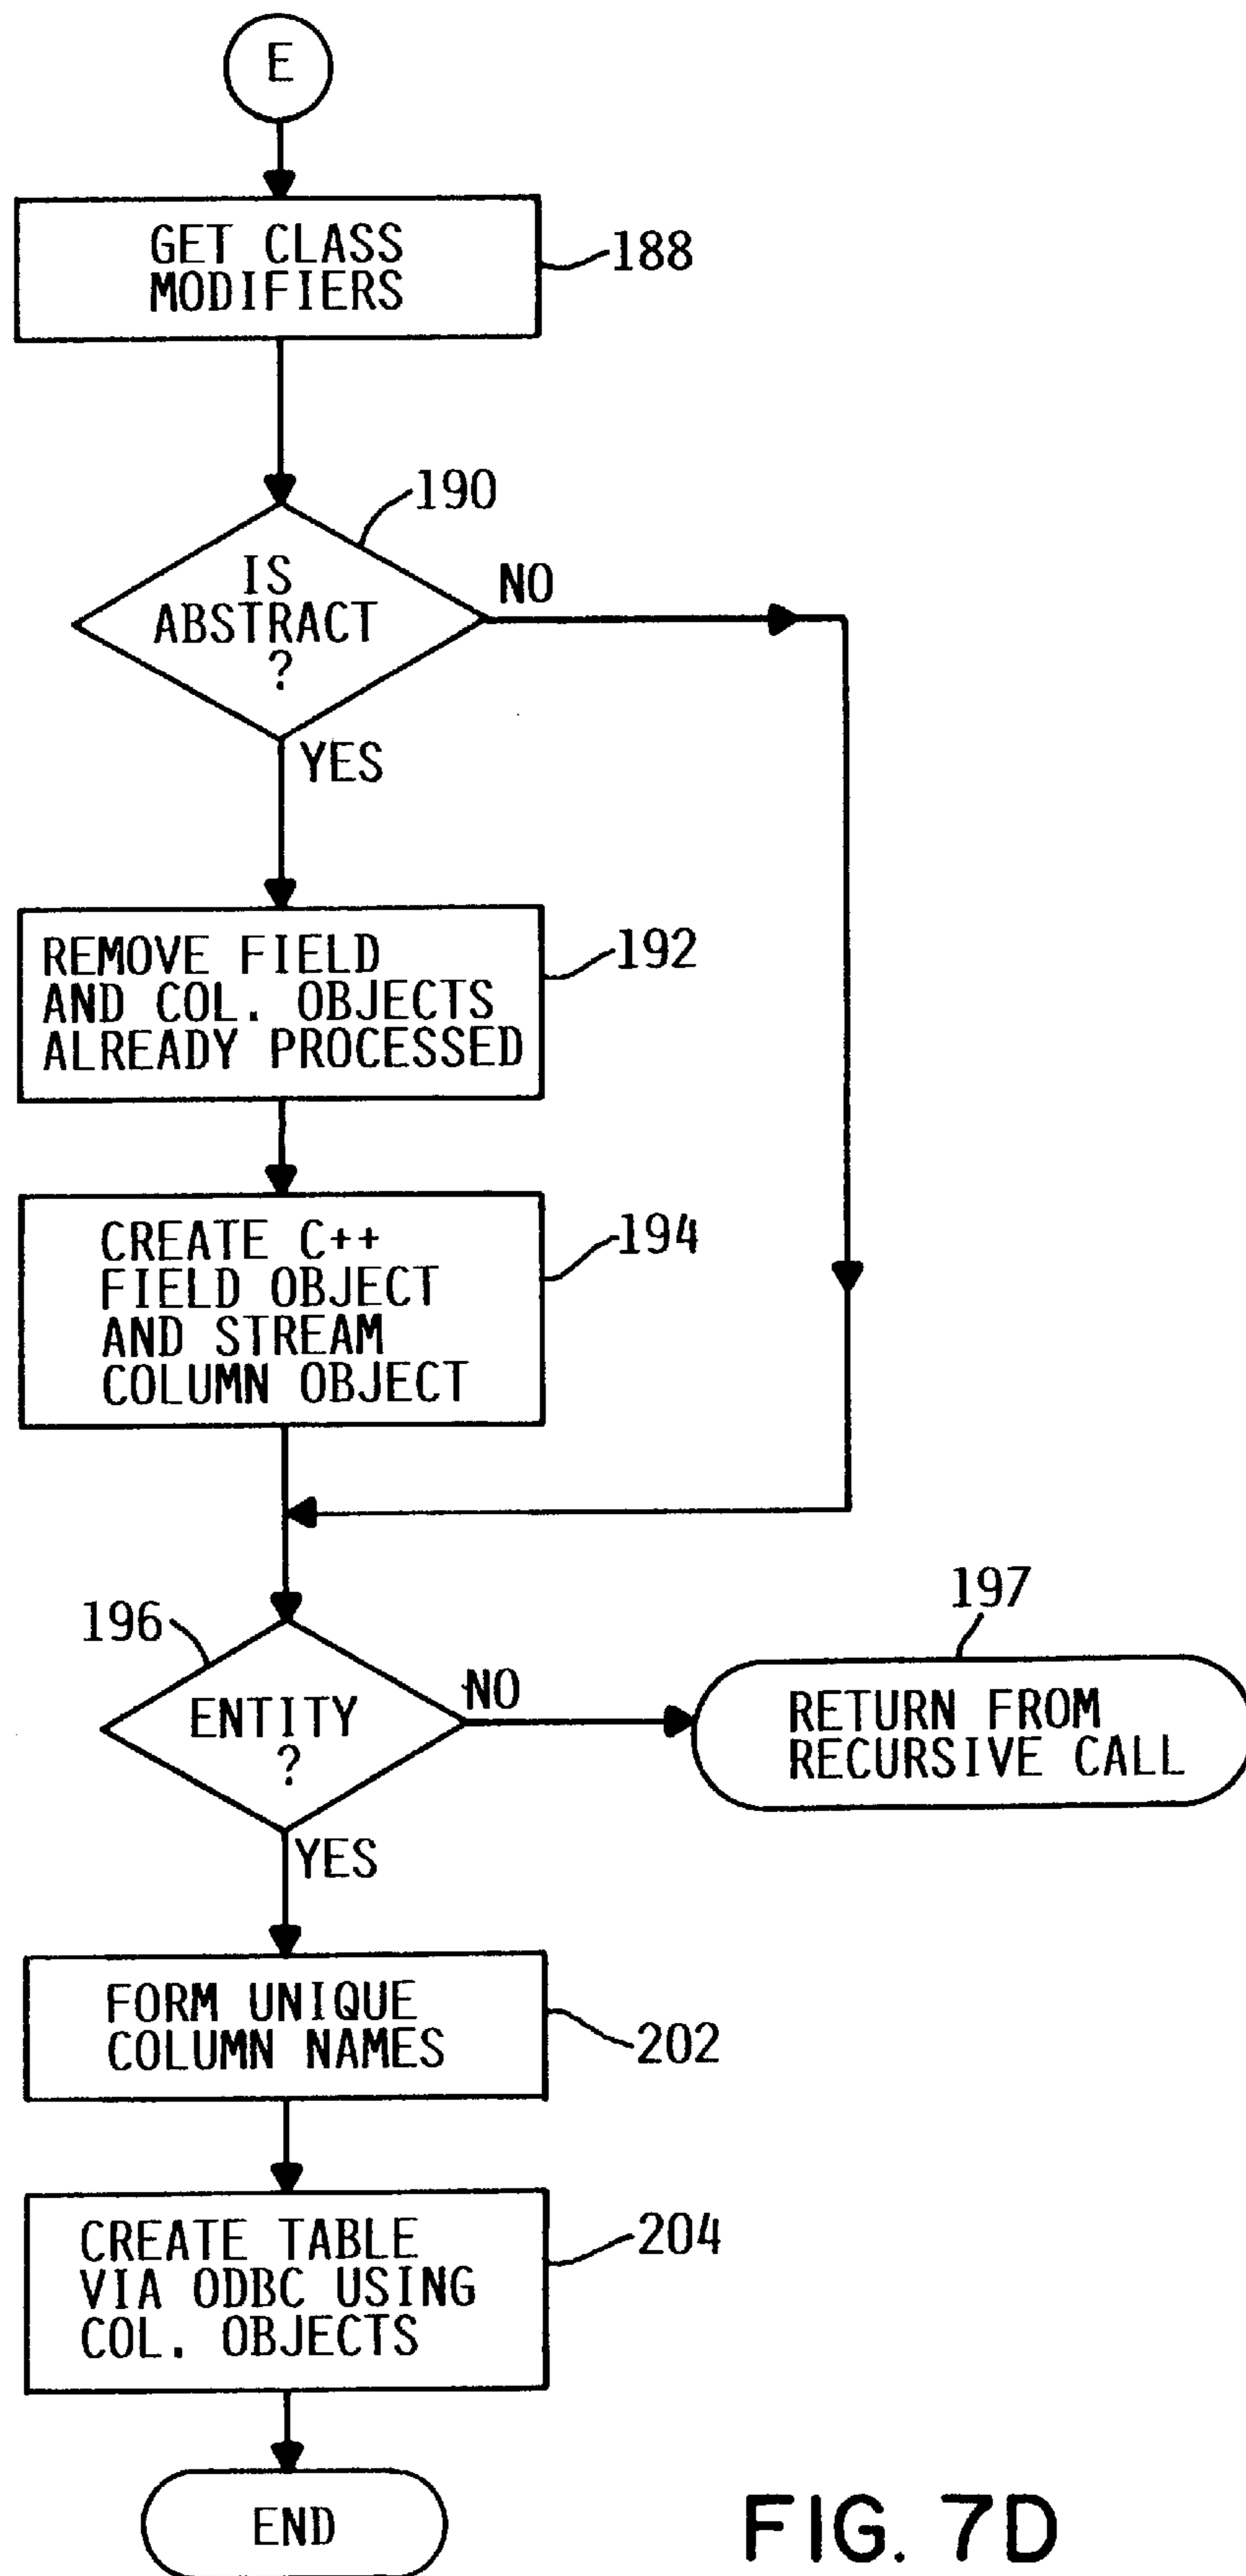 E
GET CLASS
MODIFIERS
188
190
IS
ABSTRACT
?
NO
YES
REMOVE FIELD
AND COL. OBJECTS
ALREADY PROCESSED
192
CREATE C++
FIELD OBJECT
AND STREAM
COLUMN OBJECT
194
196
ENTITY
?
NO
197
RETURN FROM
RECURSIVE CALL
YES
FORM UNIQUE
COLUMN NAMES
202
CREATE TABLE
VIA ODBC USING
COL. OBJECTS
204
END
FIG. 7D